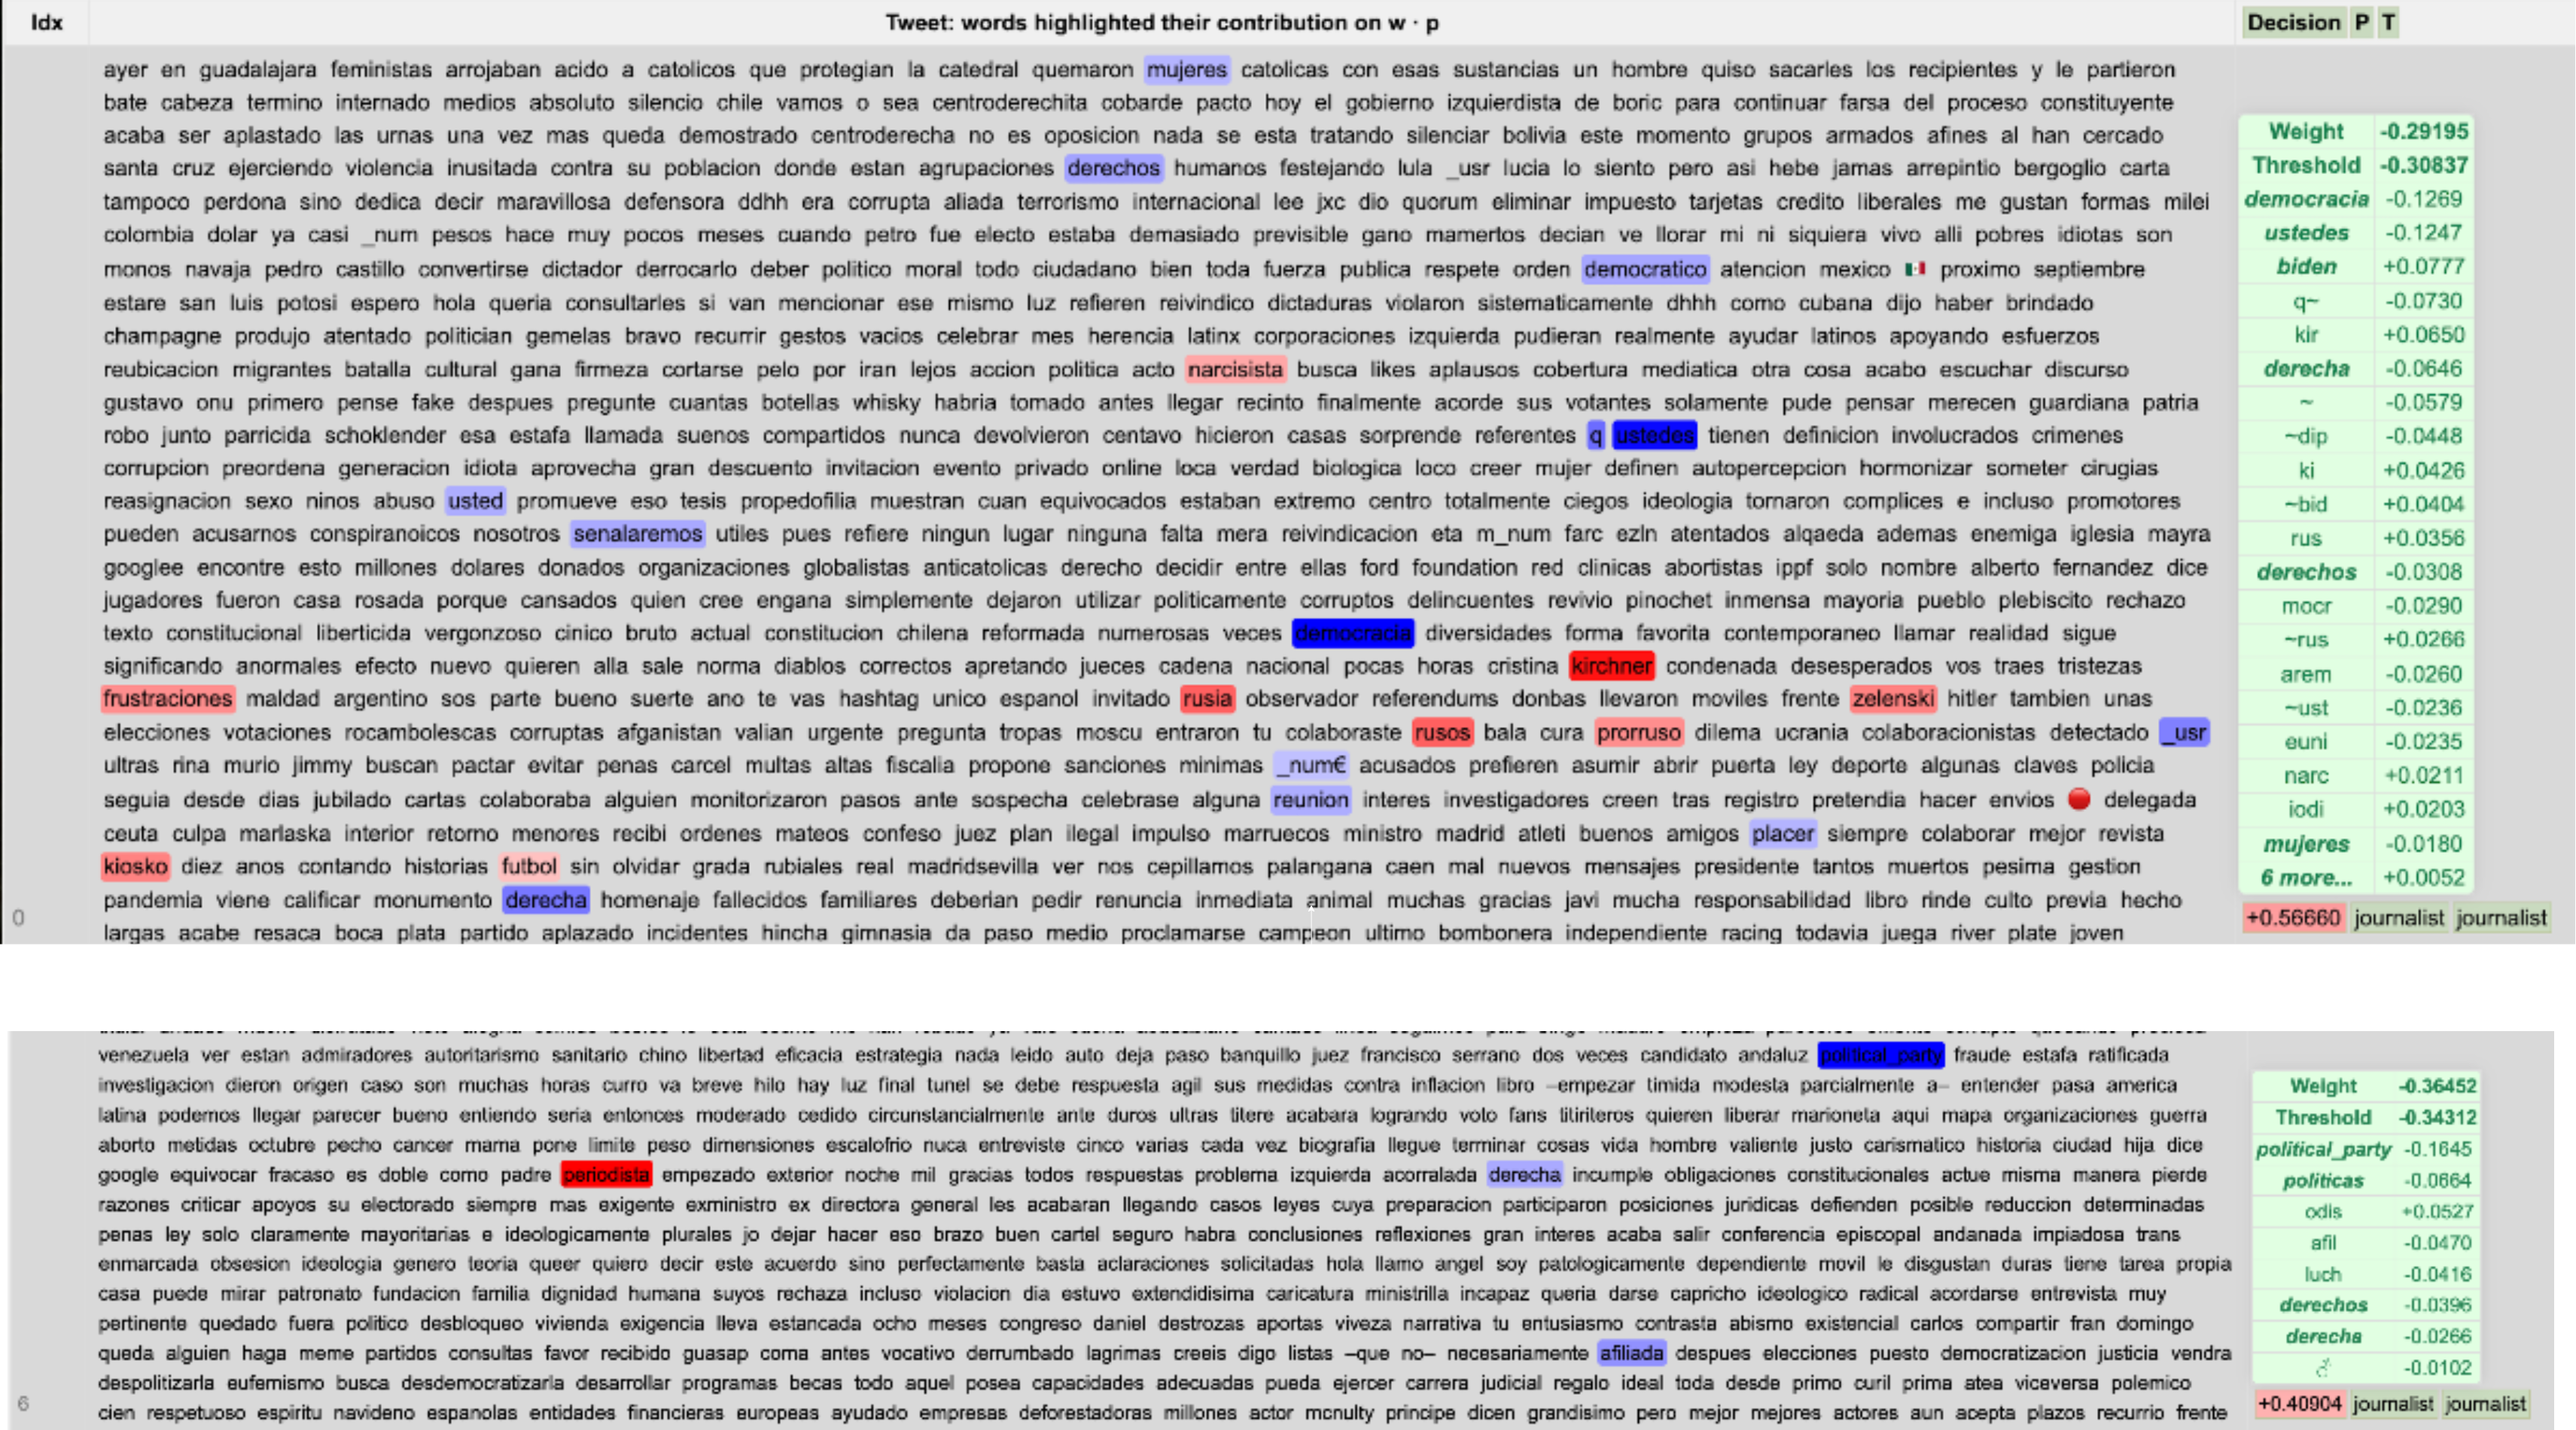 Idx Tweet: words highlighted their contribution on w · p Decision P T
ayer en guadalajara feministas arrojaban acido a catolicos que protegian la catedral quemaron mujeres catolicas con esas sustancias un hombre quiso sacarles los recipientes y le partieron
bate cabeza termino internado medios absoluto silencio chile vamos o sea centroderechita cobarde pacto hoy el gobierno izquierdista de boric para continuar farsa del proceso constituyente
acaba ser aplastado las urnas una vez mas queda demostrado centroderecha no es oposicion nada se esta tratando silenciar bolivia este momento grupos armados afines al han cercado
santa cruz ejerciendo violencia inusitada contra su poblacion donde estan agrupaciones derechos humanos festejando lula _usr lucia lo siento pero asi hebe jamas arrepintio bergoglio carta
tampoco perdona sino dedica decir maravillosa defensora ddhh era corrupta aliada terrorismo internacional lee jxc dio quorum eliminar impuesto tarjetas credito liberales me gustan formas milei
colombia dolar ya casi _num pesos hace muy pocos meses cuando petro fue electo estaba demasiado previsible gano mamertos decian ve llorar mi ni siquiera vivo alli pobres idiotas son
monos navaja pedro castillo convertirse dictador derrocarlo deber politico moral todo ciudadano bien toda fuerza publica respete orden democratico atencion mexico 🇲🇽 proximo septiembre
estare san luis potosi espero hola queria consultarles si van mencionar ese mismo luz refieren reivindico dictaduras violaron sistematicamente dhhh como cubana dijo haber brindado
champagne produjo atentado politician gemelas bravo recurrir gestos vacios celebrar mes herencia latinx corporaciones izquierda pudieran realmente ayudar latinos apoyando esfuerzos
reubicacion migrantes batalla cultural gana firmeza cortarse pelo por iran lejos accion politica acto narcisista busca likes aplausos cobertura mediatica otra cosa acabo escuchar discurso
gustavo onu primero pense fake despues pregunte cuantas botellas whisky habria tomado antes llegar recinto finalmente acorde sus votantes solamente pude pensar merecen guardiana patria
robo junto parricida schoklender esa estafa llamada suenos compartidos nunca devolvieron centavo hicieron casas sorprende referentes q ustedes tienen definicion involucrados crimenes
corrupcion preordena generacion idiota aprovecha gran descuento invitacion evento privado online loca verdad biologica loco creer mujer definen autopercepcion hormonizar someter cirugias
reasignacion sexo ninos abuso usted promueve eso tesis propedofilia muestran cuan equivocados estaban extremo centro totalmente ciegos ideologia tornaron complices e incluso promotores
pueden acusarnos conspiranoicos nosotros senalaremos utiles pues refiere ningun lugar ninguna falta mera reivindicacion eta m_num farc ezln atentados alqaeda ademas enemiga iglesia mayra
googlee encontre esto millones dolares donados organizaciones globalistas anticatolicas derecho decidir entre ellas ford foundation red clinicas abortistas ippf solo nombre alberto fernandez dice
jugadores fueron casa rosada porque cansados quien cree engana simplemente dejaron utilizar politicamente corruptos delincuentes revivio pinochet inmensa mayoria pueblo plebiscito rechazo
texto constitucional liberticida vergonzoso cinico bruto actual constitucion chilena reformada numerosas veces democracia diversidades forma favorita contemporaneo llamar realidad sigue
significando anormales efecto nuevo quieren alla sale norma diablos correctos apretando jueces cadena nacional pocas horas cristina kirchner condenada desesperados vos traes tristezas
frustraciones maldad argentino sos parte bueno suerte ano te vas hashtag unico espanol invitado rusia observador referendums donbas llevaron moviles frente zelenski hitler tambien unas
elecciones votaciones rocambolescas corruptas afganistan valian urgente pregunta tropas moscu entraron tu colaboraste rusos bala cura prorruso dilema ucrania colaboracionistas detectado _usr
ultras rina murio jimmy buscan pactar evitar penas carcel multas altas fiscalia propone sanciones minimas _num€ acusados prefieren asumir abrir puerta ley deporte algunas claves policia
seguia desde dias jubilado cartas colaboraba alguien monitorizaron pasos ante sospecha celebrase alguna reunion interes investigadores creen tras registro pretendia hacer envios 🔴 delegada
ceuta culpa marlaska interior retorno menores recibi ordenes mateos confeso juez plan ilegal impulso marruecos ministro madrid atleti buenos amigos placer siempre colaborar mejor revista
kiosko diez anos contando historias futbol sin olvidar grada rubiales real madridsevilla ver nos cepillamos palangana caen mal nuevos mensajes presidente tantos muertos pesima gestion
pandemia viene calificar monumento derecha homenaje fallecidos familiares deberian pedir renuncia inmediata animal muchas gracias javi mucha responsabilidad libro rinde culto previa hecho
0
largas acabe resaca boca plata partido aplazado incidentes hincha gimnasia da paso medio proclamarse campeon ultimo bombonera independiente racing todavia juega river plate joven
Weight -0.29195
Threshold -0.30837
democracia -0.1269
ustedes -0.1247
biden +0.0777
q~ -0.0730
kir +0.0650
derecha -0.0646
~ -0.0579
~dip -0.0448
ki +0.0426
~bid +0.0404
rus +0.0356
derechos -0.0308
mocr -0.0290
~rus +0.0266
arem -0.0260
~ust -0.0236
euni -0.0235
narc +0.0211
iodi +0.0203
mujeres -0.0180
6 more... +0.0052
+0.56660 journalist journalist
venezuela ver estan admiradores autoritarismo sanitario chino libertad eficacia estrategia nada leido auto deja paso banquillo juez francisco serrano dos veces candidato andaluz political_party fraude estafa ratificada
investigacion dieron origen caso son muchas horas curro va breve hilo hay luz final tunel se debe respuesta agil sus medidas contra inflacion libro –empezar timida modesta parcialmente a– entender pasa america
latina podemos llegar parecer bueno entiendo seria entonces moderado cedido circunstancialmente ante duros ultras titere acabara logrando voto fans titiriteros quieren liberar marioneta aqui mapa organizaciones guerra
aborto metidas octubre pecho cancer mama pone limite peso dimensiones escalofrio nuca entreviste cinco varias cada vez biografia llegue terminar cosas vida hombre valiente justo carismatico historia ciudad hija dice
google equivocar fracaso es doble como padre periodista empezado exterior noche mil gracias todos respuestas problema izquierda acorralada derecha incumple obligaciones constitucionales actue misma manera pierde
razones criticar apoyos su electorado siempre mas exigente exministro ex directora general les acabaran llegando casos leyes cuya preparacion participaron posiciones juridicas defienden posible reduccion determinadas
penas ley solo claramente mayoritarias e ideologicamente plurales jo dejar hacer eso brazo buen cartel seguro habra conclusiones reflexiones gran interes acaba salir conferencia episcopal andanada impiadosa trans
enmarcada obsesion ideologia genero teoria queer quiero decir este acuerdo sino perfectamente basta aclaraciones solicitadas hola llamo angel soy patologicamente dependiente movil le disgustan duras tiene tarea propia
casa puede mirar patronato fundacion familia dignidad humana suyos rechaza incluso violacion dia estuvo extendidisima caricatura ministrilla incapaz queria darse capricho ideologico radical acordarse entrevista muy
pertinente quedado fuera politico desbloqueo vivienda exigencia lleva estancada ocho meses congreso daniel destrozas aportas viveza narrativa tu entusiasmo contrasta abismo existencial carlos compartir fran domingo
queda alguien haga meme partidos consultas favor recibido guasap coma antes vocativo derrumbado lagrimas creeis digo listas –que no– necesariamente afiliada despues elecciones puesto democratizacion justicia vendra
despolitizarla eufemismo busca desdemocratizarla desarrollar programas becas todo aquel posea capacidades adecuadas pueda ejercer carrera judicial regalo ideal toda desde primo curil prima atea viceversa polemico
6
cien respetuoso espiritu navideno espanolas entidades financieras europeas ayudado empresas deforestadoras millones actor mcnulty principe dicen grandisimo pero mejor mejores actores aun acepta plazos recurrio frente
Weight -0.36452
Threshold -0.34312
political_party -0.1645
politicas -0.0664
odis +0.0527
afil -0.0470
luch -0.0416
derechos -0.0396
derecha -0.0266
-0.0102
+0.40904 journalist journalist